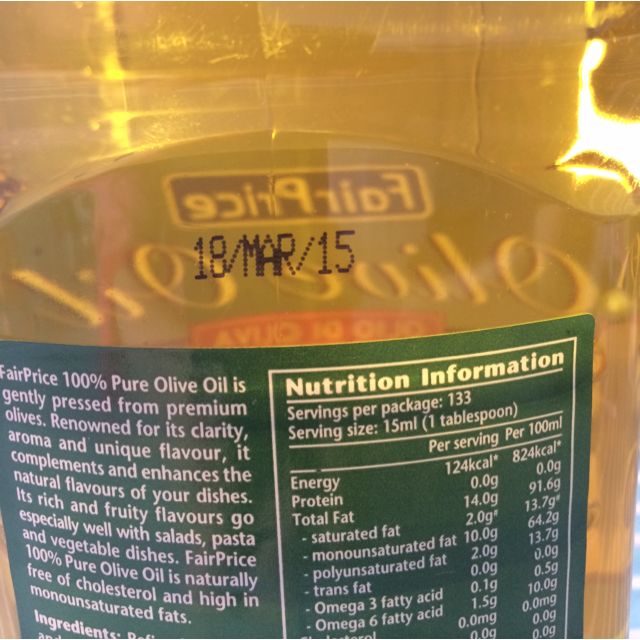 FairPrice
Olive Oil
18/MAR/15
OLIO DI OLIVA
FairPrice 100% Pure Olive Oil is
gently pressed from premium
olives. Renowned for its clarity,
aroma and unique flavour, it
complements and enhances the
natural flavours of your dishes.
Its rich and fruity flavours go
especially well with salads, pasta
and vegetable dishes. FairPrice
100% Pure Olive Oil is naturally
free of cholesterol and high in
monounsaturated fats.
Ingredients:
Nutrition Information
Servings per package: 133
Serving size: 15ml (1 tablespoon)
Per serving Per 100ml
Energy 124kcal* 824kcal*
Protein 0.0g 0.0g
Total Fat 14.0g 91.6g
- saturated fat 2.0g* 13.7g*
- monounsaturated fat 10.0g 64.2g
- polyunsaturated fat 2.0g 13.7g
- trans fat 0.0g 0.0g
- Omega 3 fatty acid 0.1g 0.5g
- Omega 6 fatty acid 1.5g 10.0g
0.0mg 0.0mg
0.0g 0.0g